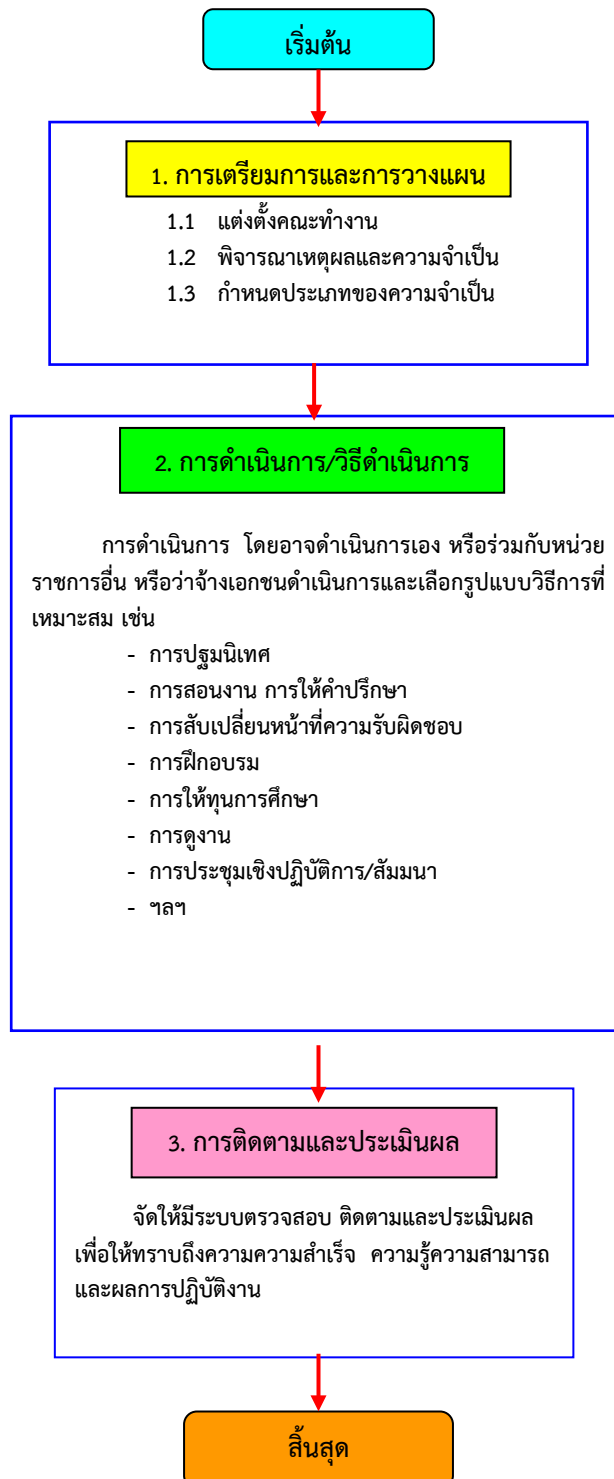 เริ่มต้น
1. การเตรียมการและการวางแผน
1.1 แต่งตั้งคณะทำงาน
1.2 พิจารณาเหตุผลและความจำเป็น
1.3 กำหนดประเภทของความจำเป็น
2. การดำเนินการ/วิธีดำเนินการ
การดำเนินการ โดยอาจดำเนินการเอง หรือร่วมกับหน่วย
ราชการอื่น หรือว่าจ้างเอกชนดำเนินการและเลือกรูปแบบวิธีการที่
เหมาะสม เช่น
- การปฐมนิเทศ
- การสอนงาน การให้คำปรึกษา
- การสับเปลี่ยนหน้าที่ความรับผิดชอบ
- การฝึกอบรม
- การให้ทุนการศึกษา
- การดูงาน
- การประชุมเชิงปฏิบัติการ/สัมมนา
- ฯลฯ
3. การติดตามและประเมินผล
จัดให้มีระบบตรวจสอบ ติดตามและประเมินผล
เพื่อให้ทราบถึงความความสำเร็จ ความรู้ความสามารถ
และผลการปฏิบัติงาน
สิ้นสุด